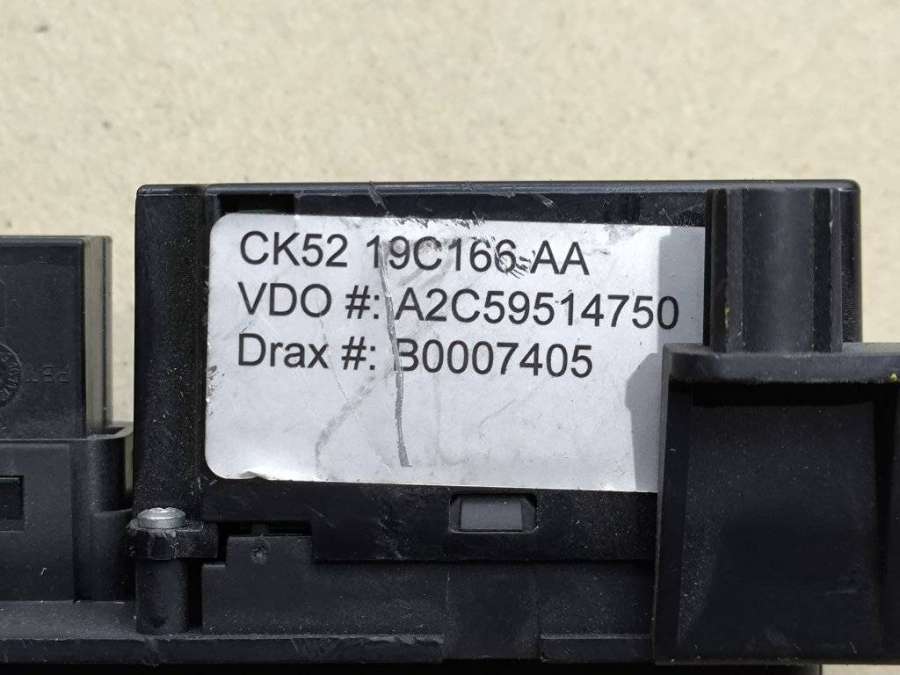 CK52 19C166-AA
VDO #: A2C59514750
Drax #: B0007405